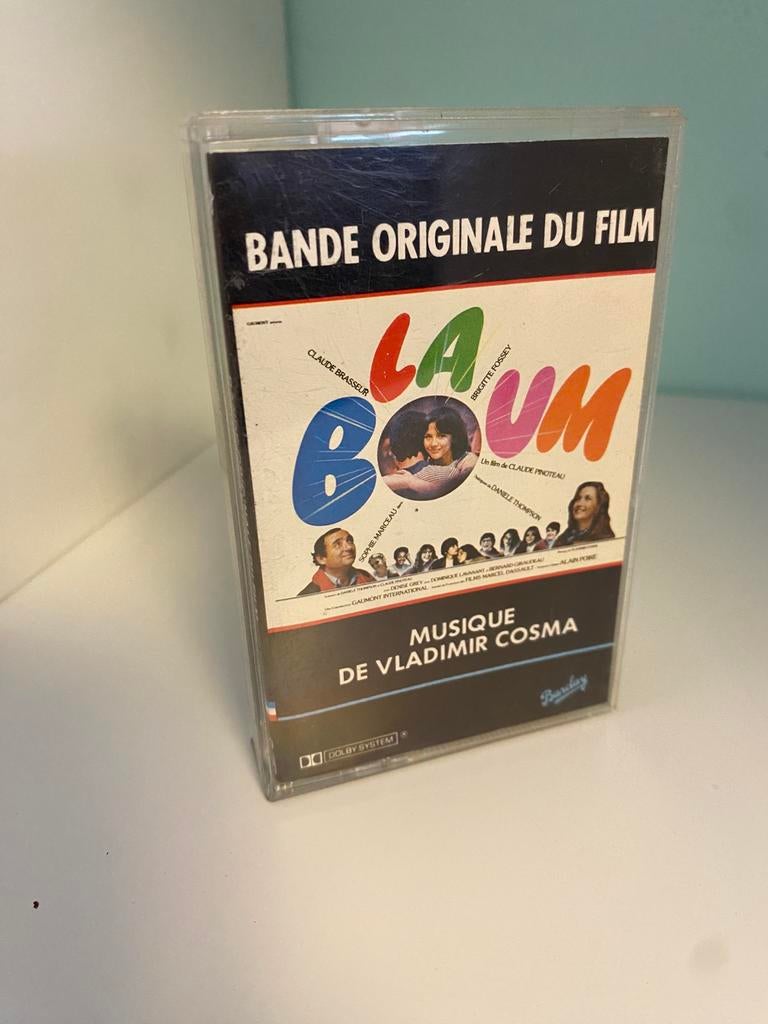 BANDE ORIGINALE DU FILM
GAUMONT
CLAUDE BRASSEUR
BRIGITTE FOSSEY
LA
BOUM
Un film de CLAUDE PINOTEAU
DANIELE THOMPSON
SOPHIE MARCEAU
DENISE GREY DOMINIQUE LAVANANT BERNARD GIRAUDEAU
GAUMONT INTERNATIONAL FILMS MARCEL DASSAULT ALAIN POIRE
MUSIQUE
DE VLADIMIR COSMA
Barclay
DOLBY SYSTEM ®